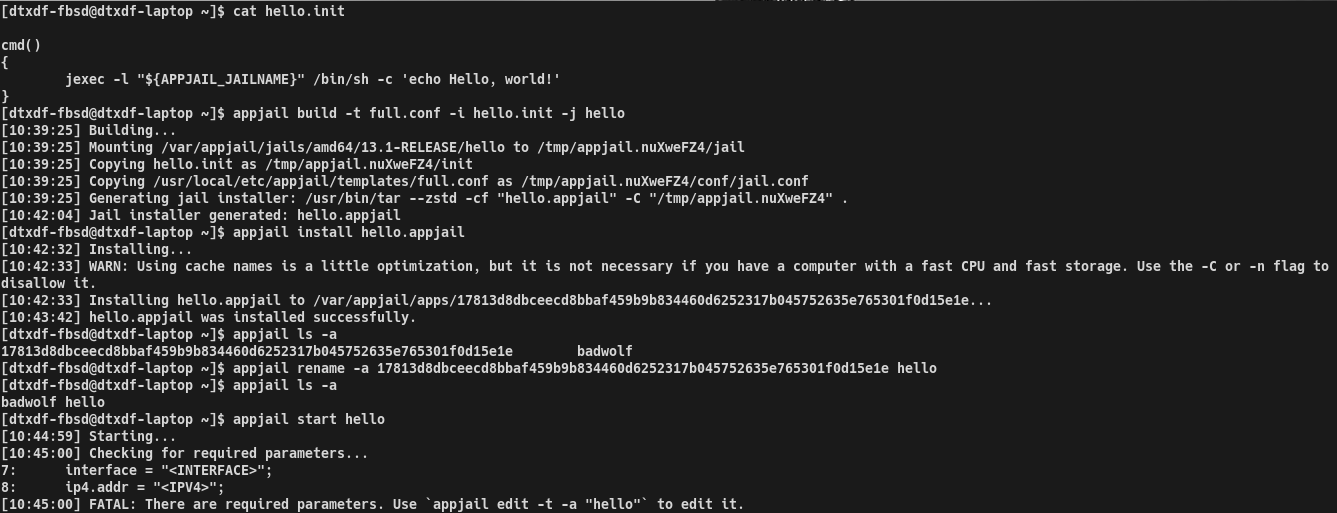 [dtxdf-fbsd@dtxdf-laptop ~]$ cat hello.init

cmd()
{
        jexec -l "${APPJAIL_JAILNAME}" /bin/sh -c 'echo Hello, world!'
}
[dtxdf-fbsd@dtxdf-laptop ~]$ appjail build -t full.conf -i hello.init -j hello
[10:39:25] Building...
[10:39:25] Mounting /var/appjail/jails/amd64/13.1-RELEASE/hello to /tmp/appjail.nuXweFZ4/jail
[10:39:25] Copying hello.init as /tmp/appjail.nuXweFZ4/init
[10:39:25] Copying /usr/local/etc/appjail/templates/full.conf as /tmp/appjail.nuXweFZ4/conf/jail.conf
[10:39:25] Generating jail installer: /usr/bin/tar --zstd -cf "hello.appjail" -C "/tmp/appjail.nuXweFZ4" .
[10:42:04] Jail installer generated: hello.appjail
[dtxdf-fbsd@dtxdf-laptop ~]$ appjail install hello.appjail
[10:42:32] Installing...
[10:42:33] WARN: Using cache names is a little optimization, but it is not necessary if you have a computer with a fast CPU and fast storage. Use the -C or -n flag to
disallow it.
[10:42:33] Installing hello.appjail to /var/appjail/apps/17813d8dbceecd8bbaf459b9b834460d6252317b045752635e765301f0d15e1e...
[10:43:42] hello.appjail was installed successfully.
[dtxdf-fbsd@dtxdf-laptop ~]$ appjail ls -a
17813d8dbceecd8bbaf459b9b834460d6252317b045752635e765301f0d15e1e        badwolf
[dtxdf-fbsd@dtxdf-laptop ~]$ appjail rename -a 17813d8dbceecd8bbaf459b9b834460d6252317b045752635e765301f0d15e1e hello
[dtxdf-fbsd@dtxdf-laptop ~]$ appjail ls -a
badwolf hello
[dtxdf-fbsd@dtxdf-laptop ~]$ appjail start hello
[10:44:59] Starting...
[10:45:00] Checking for required parameters...
7:      interface = "<INTERFACE>";
8:      ip4.addr = "<IPV4>";
[10:45:00] FATAL: There are required parameters. Use `appjail edit -t -a "hello"` to edit it.